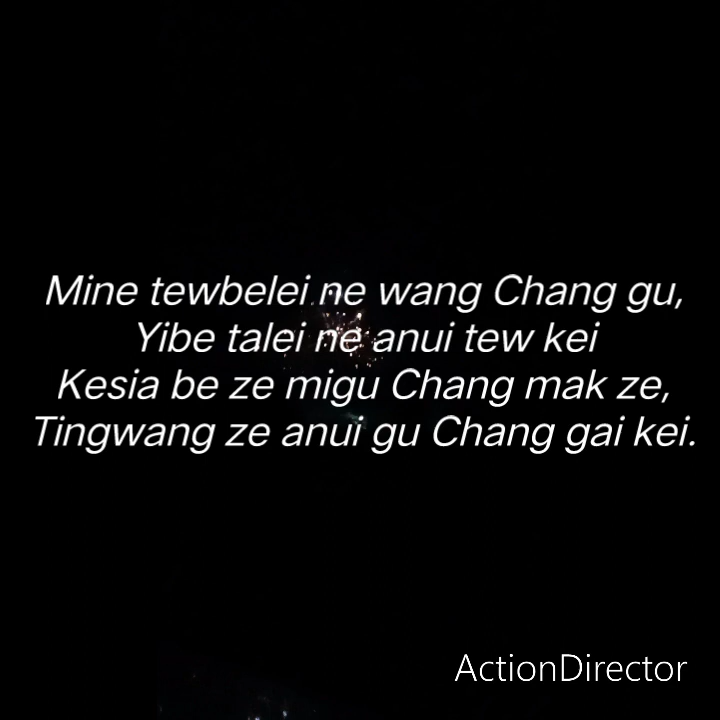 Mine tewbelei ne wang Chang gu,
Yibe talei ne anui tew kei
Kesia be ze migu Chang mak ze,
Tingwang ze anui gu Chang gai kei.
ActionDirector